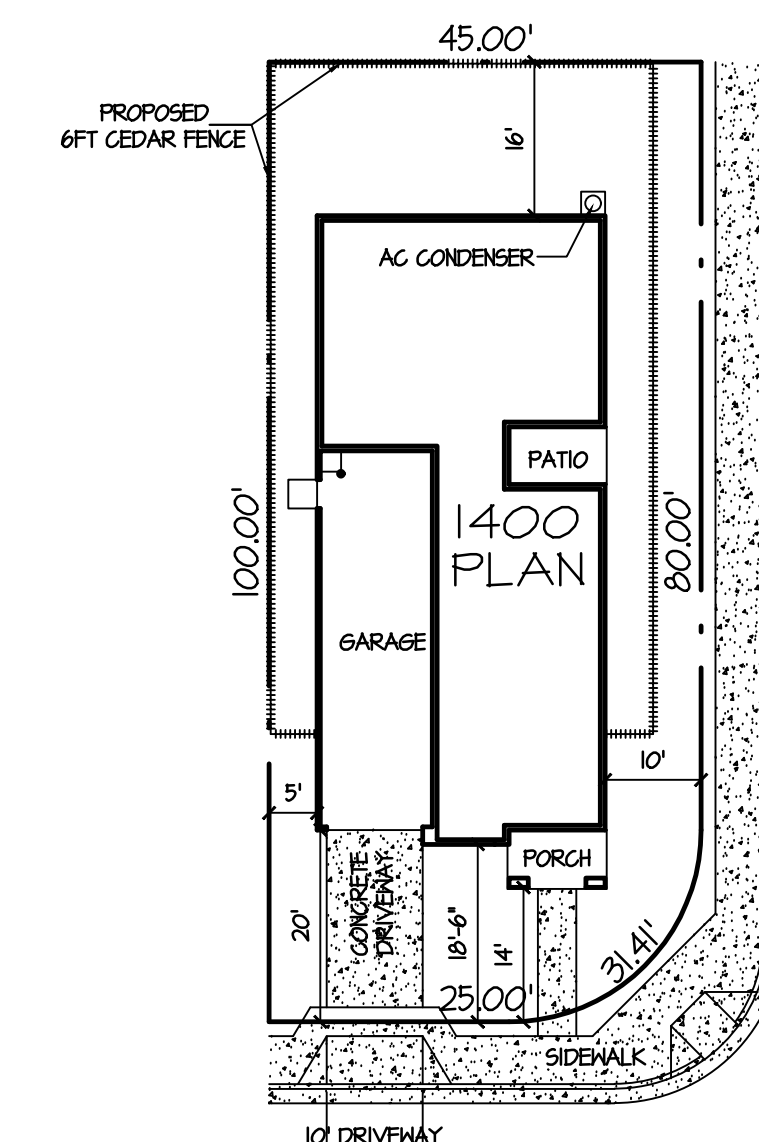 45.00'
PROPOSED
6FT CEDAR FENCE
16'
AC CONDENSER
PATIO
100.00'
1400
PLAN
80.00'
GARAGE
10'
5'
PORCH
CONCRETE
DRIVEWAY
20'
18'-6"
14'
31.41'
25.00'
SIDEWALK
10' DRIVEWAY